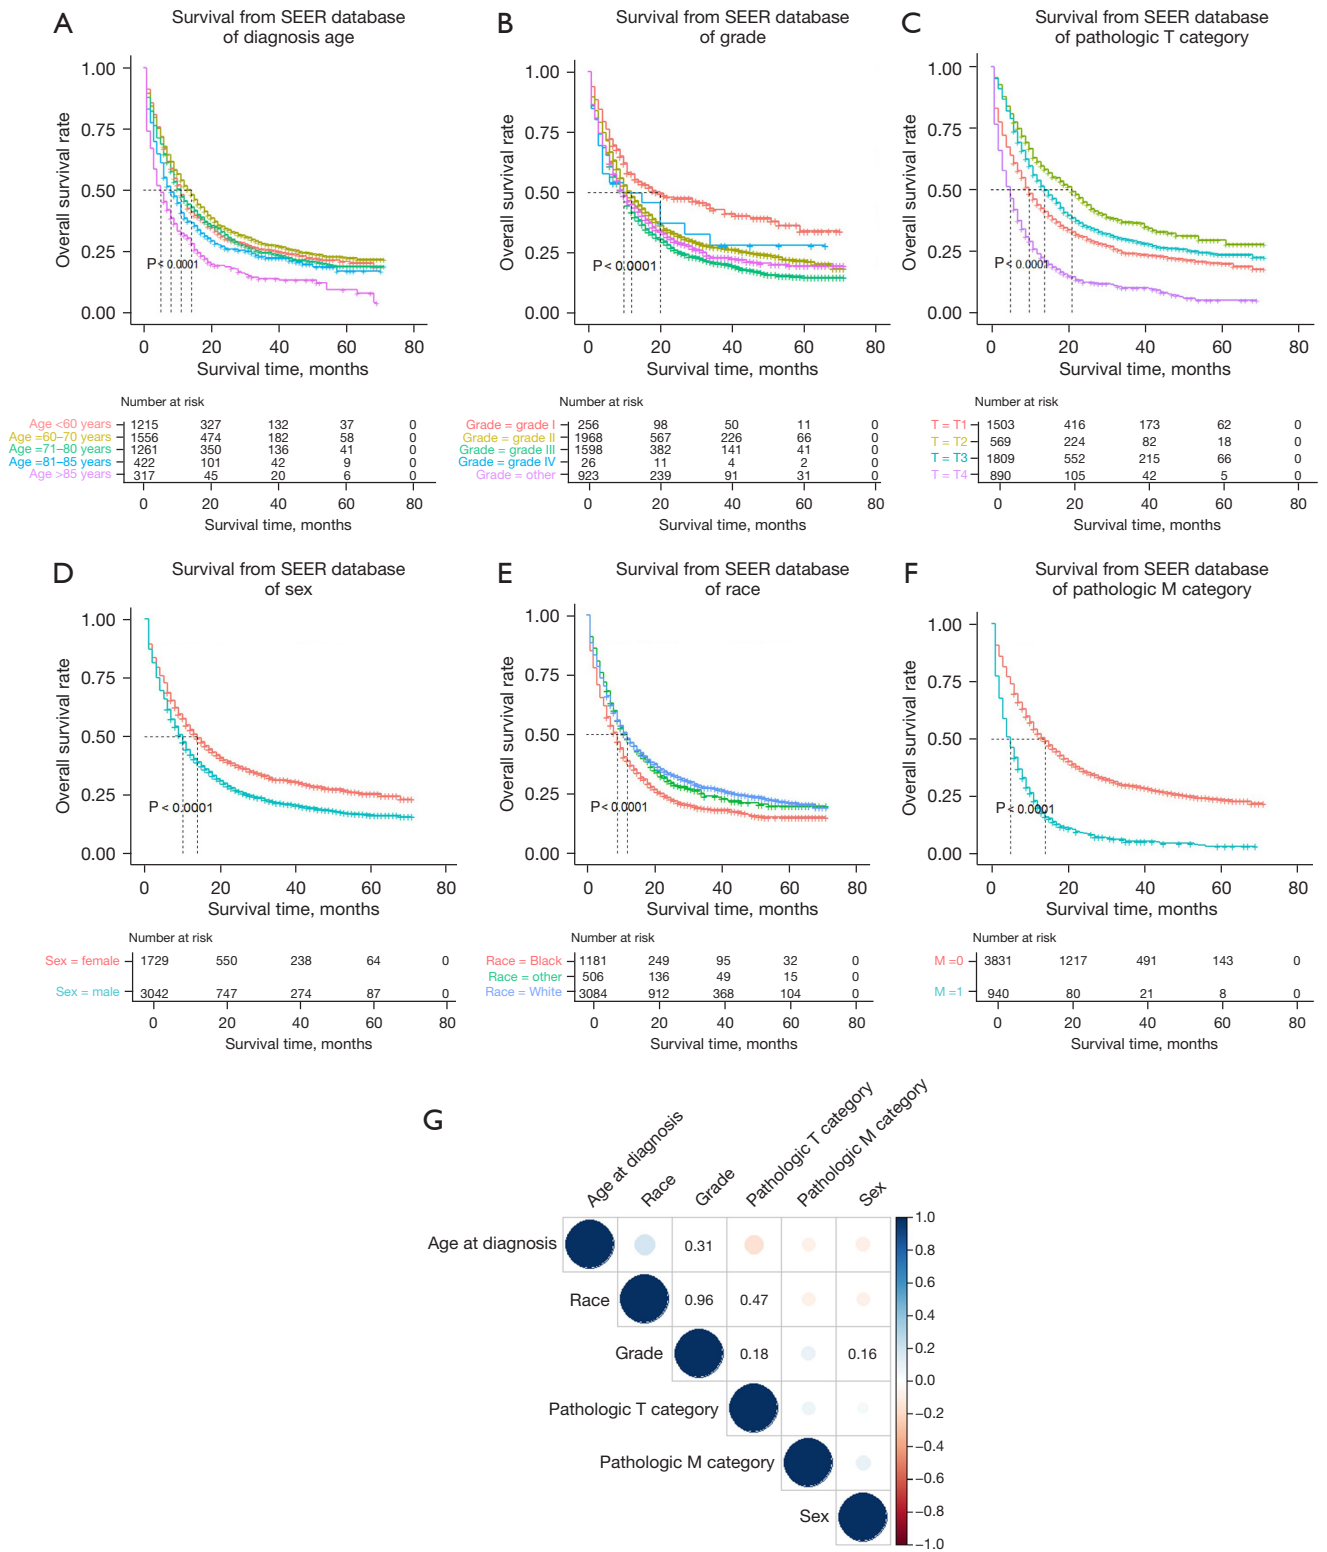 A
Survival from SEER database
of diagnosis age
Overall survival rate
1.00
0.75
0.50
0.25
0.00
P < 0.0001
0 20 40 60 80
Survival time, months
Number at risk
Age <60 years 1215 327 132 37 0
Age =60–70 years 1556 474 182 58 0
Age =71–80 years 1261 350 136 41 0
Age =81–85 years 422 101 42 9 0
Age >85 years 317 45 20 6 0
0 20 40 60 80
Survival time, months
B
Survival from SEER database
of grade
Overall survival rate
1.00
0.75
0.50
0.25
0.00
P < 0.0001
0 20 40 60 80
Survival time, months
Number at risk
Grade = grade I 256 98 50 11 0
Grade = grade II 1968 567 226 66 0
Grade = grade III 1598 382 141 41 0
Grade = grade IV 26 11 4 2 0
Grade = other 923 239 91 31 0
0 20 40 60 80
Survival time, months
C
Survival from SEER database
of pathologic T category
Overall survival rate
1.00
0.75
0.50
0.25
0.00
P < 0.0001
0 20 40 60 80
Survival time, months
Number at risk
T = T1 1503 416 173 62 0
T = T2 569 224 82 18 0
T = T3 1809 552 215 66 0
T = T4 890 105 42 5 0
0 20 40 60 80
Survival time, months
D
Survival from SEER database
of sex
Overall survival rate
1.00
0.75
0.50
0.25
0.00
P < 0.0001
0 20 40 60 80
Survival time, months
Number at risk
Sex = female 1729 550 238 64 0
Sex = male 3042 747 274 87 0
0 20 40 60 80
Survival time, months
E
Survival from SEER database
of race
Overall survival rate
1.00
0.75
0.50
0.25
0.00
P < 0.0001
0 20 40 60 80
Survival time, months
Number at risk
Race = Black 1181 249 95 32 0
Race = other 506 136 49 15 0
Race = White 3084 912 368 104 0
0 20 40 60 80
Survival time, months
F
Survival from SEER database
of pathologic M category
Overall survival rate
1.00
0.75
0.50
0.25
0.00
P < 0.0001
0 20 40 60 80
Survival time, months
Number at risk
M =0 3831 1217 491 143 0
M =1 940 80 21 8 0
0 20 40 60 80
Survival time, months
G
Age at diagnosis
Race
Grade
Pathologic T category
Pathologic M category
Sex
Age at diagnosis 0.31
Race 0.96 0.47
Grade 0.18 0.16
Pathologic T category
Pathologic M category
Sex
1.0
0.8
0.6
0.4
0.2
0.0
−0.2
−0.4
−0.6
−0.8
−1.0